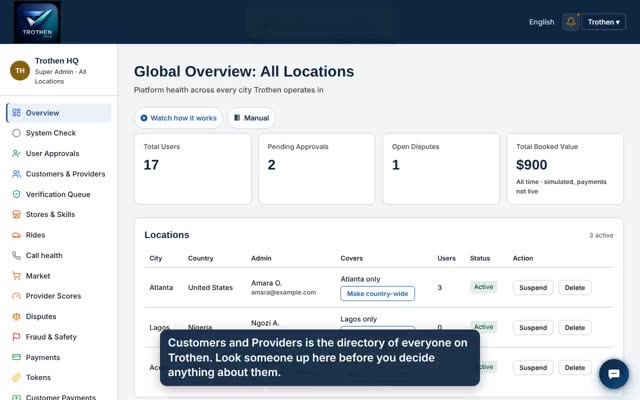 TROTHEN
English
Trothen ▾
TH
Trothen HQ
Super Admin · All
Locations
Overview
System Check
User Approvals
Customers & Providers
Verification Queue
Stores & Skills
Rides
Call health
Market
Provider Scores
Disputes
Fraud & Safety
Payments
Tokens
Customer Payments
Global Overview: All Locations
Platform health across every city Trothen operates in
Watch how it works
Manual
Total Users
17
Pending Approvals
2
Open Disputes
1
Total Booked Value
$900
All time · simulated, payments
not live
Locations
3 active
City Country Admin Covers Users Status Action
Atlanta United States Amara O. amara@example.com Atlanta only Make country-wide 3 Active Suspend Delete
Lagos Nigeria Ngozi A. Lagos only 0 Active Suspend Delete
Active Suspend Delete
Customers and Providers is the directory of everyone on
Trothen. Look someone up here before you decide
anything about them.